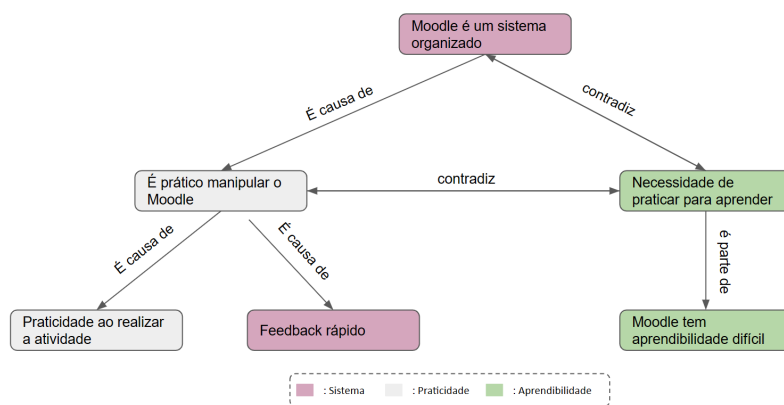 Moodle é um sistema
organizado
É causa de
contradiz
É prático manipular o
Moodle
contradiz
Necessidade de
praticar para aprender
É causa de
É causa de
é parte de
Praticidade ao realizar
a atividade
Feedback rápido
Moodle tem
aprendibilidade difícil
: Sistema
: Praticidade
: Aprendibilidade